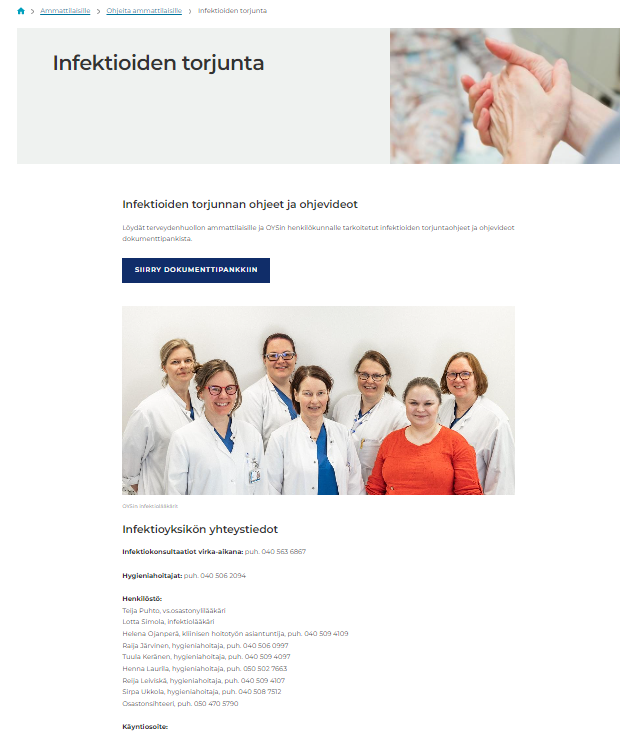 Ammattilaisille
Ohjeita ammattilaisille
Infektioiden torjunta
Infektioiden torjunta
Infektioiden torjunnan ohjeet ja ohjevideot
Löydät terveydenhuollon ammattilaisille ja OYSin henkilökunnalle tarkoitetut infektioiden torjuntaohjeet ja ohjevideot
dokumenttipankista.
SIIRRY DOKUMENTTIPANKKIIN
OYSin infektiolääkärit
Infektioyksikön yhteystiedot
Infektiokonsultaatiot virka-aikana: puh. 040 563 6867
Hygieniahoitajat: puh. 040 506 2094
Henkilöstö:
Teija Puhto, vs.osastonylilääkäri
Lotta Simola, infektiolääkäri
Helena Ojanperä, kliinisen hoitotyön asiantuntija, puh. 040 509 4109
Raija Järvinen, hygieniahoitaja, puh. 040 506 0997
Tuula Keränen, hygieniahoitaja, puh. 040 509 4097
Henna Laurila, hygieniahoitaja, puh. 050 502 7663
Reija Leiviskä, hygieniahoitaja, puh. 040 509 4107
Sirpa Ukkola, hygieniahoitaja, puh. 040 508 7512
Osastonsihteeri, puh. 050 470 5790
Käyntiosoite: